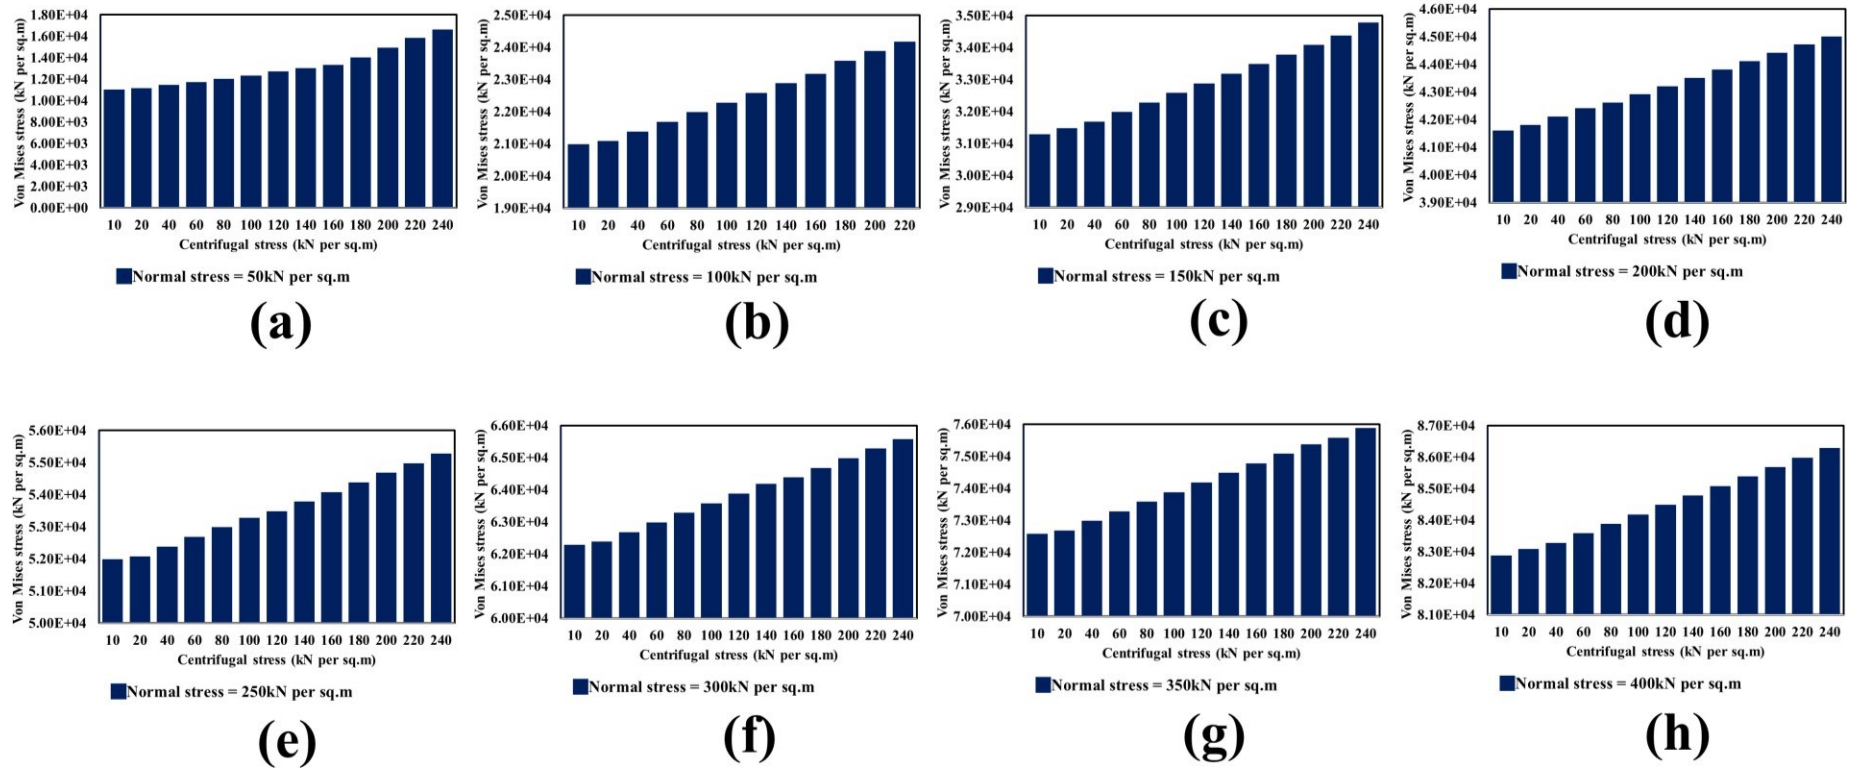 Von Mises stress (kN per sq.m)
1.80E+04
1.60E+04
1.40E+04
1.20E+04
1.00E+04
8.00E+03
6.00E+03
4.00E+03
2.00E+03
0.00E+00
10 20 40 60 80 100 120 140 160 180 200 220 240
Centrifugal stress (kN per sq.m)
Normal stress = 50kN per sq.m
(a)
Von Mises stress (kN per sq.m)
2.50E+04
2.40E+04
2.30E+04
2.20E+04
2.10E+04
2.00E+04
1.90E+04
10 20 40 60 80 100 120 140 160 180 200 220
Centrifugal stress (kN per sq.m)
Normal stress = 100kN per sq.m
(b)
Von Mises stress (kN per sq.m)
3.50E+04
3.40E+04
3.30E+04
3.20E+04
3.10E+04
3.00E+04
2.90E+04
10 20 40 60 80 100 120 140 160 180 200 220 240
Centrifugal stress (kN per sq.m)
Normal stress = 150kN per sq.m
(c)
Von Mises stress (kN per sq.m)
4.60E+04
4.50E+04
4.40E+04
4.30E+04
4.20E+04
4.10E+04
4.00E+04
3.90E+04
10 20 40 60 80 100 120 140 160 180 200 220 240
Centrifugal stress (kN per sq.m)
Normal stress = 200kN per sq.m
(d)
Von Mises stress (kN per sq.m)
5.60E+04
5.50E+04
5.40E+04
5.30E+04
5.20E+04
5.10E+04
5.00E+04
10 20 40 60 80 100 120 140 160 180 200 220 240
Centrifugal stress (kN per sq.m)
Normal stress = 250kN per sq.m
(e)
Von Mises stress (kN per sq.m)
6.60E+04
6.50E+04
6.40E+04
6.30E+04
6.20E+04
6.10E+04
6.00E+04
10 20 40 60 80 100 120 140 160 180 200 220 240
Centrifugal stress (kN per sq.m)
Normal stress = 300kN per sq.m
(f)
Von Mises stress (kN per sq.m)
7.60E+04
7.50E+04
7.40E+04
7.30E+04
7.20E+04
7.10E+04
7.00E+04
10 20 40 60 80 100 120 140 160 180 200 220 240
Centrifugal stress (kN per sq.m)
Normal stress = 350kN per sq.m
(g)
Von Mises stress (kN per sq.m)
8.70E+04
8.60E+04
8.50E+04
8.40E+04
8.30E+04
8.20E+04
8.10E+04
10 20 40 60 80 100 120 140 160 180 200 220 240
Centrifugal stress (kN per sq.m)
Normal stress = 400kN per sq.m
(h)